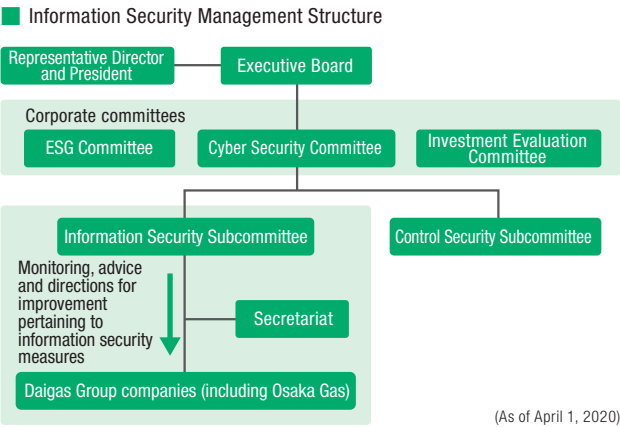 Information Security Management Structure
Representative Director
and President
Executive Board
Corporate committees
ESG Committee
Cyber Security Committee
Investment Evaluation
Committee
Information Security Subcommittee
Control Security Subcommittee
Monitoring, advice
and directions for
improvement
pertaining to
information security
measures
Secretariat
Daigas Group companies (including Osaka Gas)
(As of April 1, 2020)